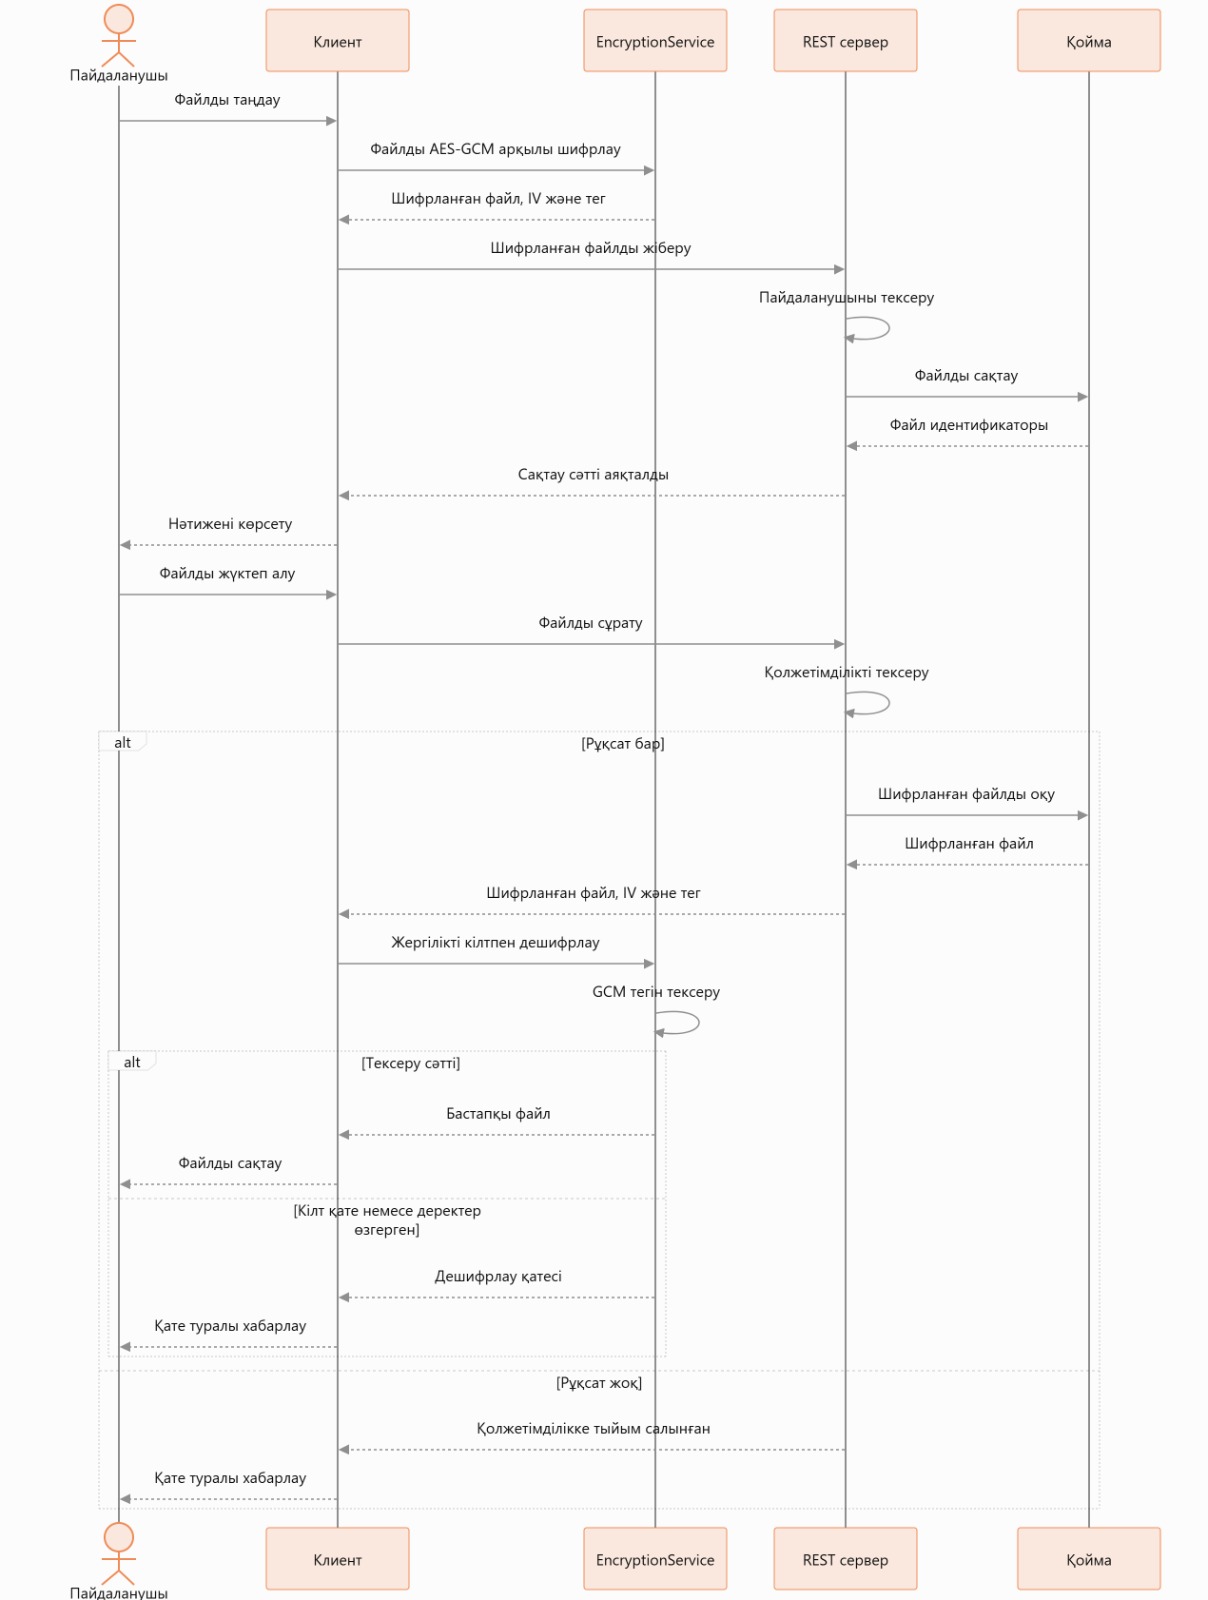 Пайдаланушы
Клиент
EncryptionService
REST сервер
Қойма
Файлды таңдау
Файлды AES-GCM арқылы шифрлау
Шифрланған файл, IV және тег
Шифрланған файлды жіберу
Пайдаланушыны тексеру
Файлды сақтау
Файл идентификаторы
Сақтау сәтті аяқталды
Нәтижені көрсету
Файлды жүктеп алу
Файлды сұрату
Қолжетімділікті тексеру
alt
[Рұқсат бар]
Шифрланған файлды оқу
Шифрланған файл
Шифрланған файл, IV және тег
Жергілікті кілтпен дешифрлау
GCM тегін тексеру
alt
[Тексеру сәтті]
Бастапқы файл
Файлды сақтау
[Кілт қате немесе деректер
өзгерген]
Дешифрлау қатесі
Қате туралы хабарлау
[Рұқсат жоқ]
Қолжетімділікке тыйым салынған
Қате туралы хабарлау
Пайдаланушы
Клиент
EncryptionService
REST сервер
Қойма